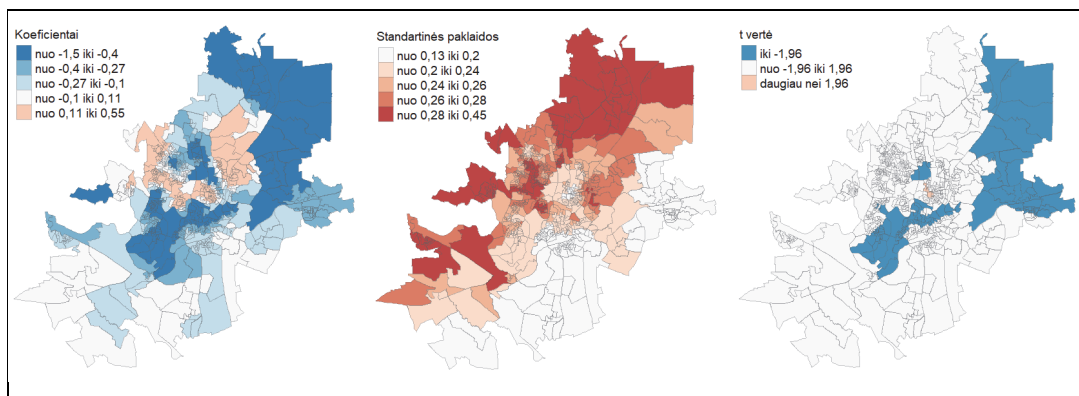 Koeficientai
nuo -1,5 iki -0,4
nuo -0,4 iki -0,27
nuo -0,27 iki -0,1
nuo -0,1 iki 0,11
nuo 0,11 iki 0,55
Standartinės paklaidos
nuo 0,13 iki 0,2
nuo 0,2 iki 0,24
nuo 0,24 iki 0,26
nuo 0,26 iki 0,28
nuo 0,28 iki 0,45
t vertė
iki -1,96
nuo -1,96 iki 1,96
daugiau nei 1,96